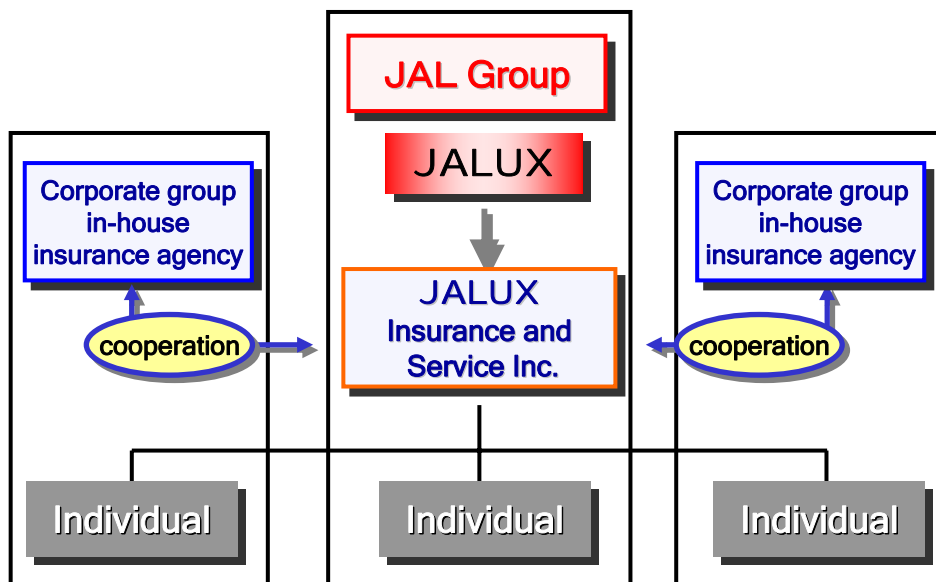 JAL Group
JALUX
Corporate group
in-house
insurance agency
cooperation
JALUX
Insurance and
Service Inc.
Corporate group
in-house
insurance agency
cooperation
Individual
Individual
Individual